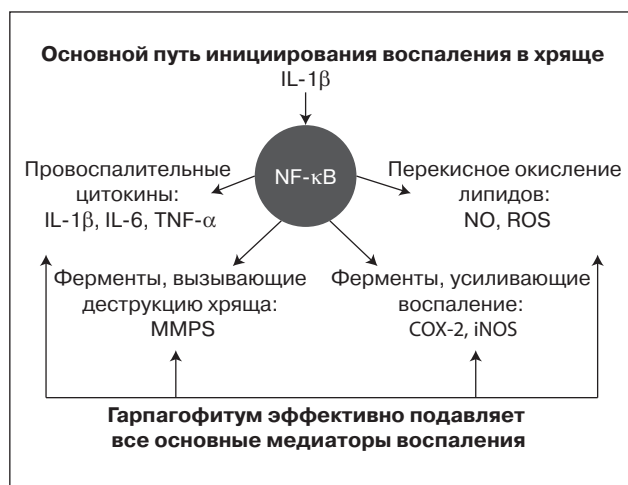 Основной путь инициирования воспаления в хряще
IL-1β
NF-κB
Провоспалительные
цитокины:
IL-1β, IL-6, TNF-α
Перекисное окисление
липидов:
NO, ROS
Ферменты, вызывающие
деструкцию хряща:
MMPS
Ферменты, усиливающие
воспаление:
COX-2, iNOS
Гарпагофитум эффективно подавляет
все основные медиаторы воспаления